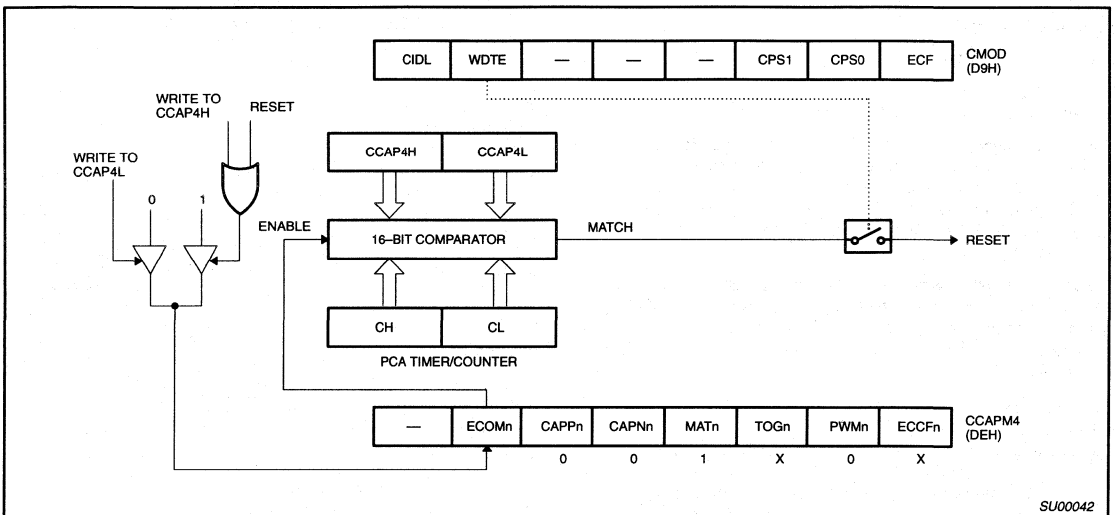 CIDL WDTE — — — CPS1 CPS0 ECF
CMOD
(D9H)
WRITE TO
CCAP4H
RESET
WRITE TO
CCAP4L
0 1
CCAP4H CCAP4L
ENABLE
16–BIT COMPARATOR
MATCH
RESET
CH CL
PCA TIMER/COUNTER
— ECOMn CAPPn CAPNn MATn TOGn PWMn ECCFn
CCAPM4
(DEH)
0 0 1 X 0 X
SU00042